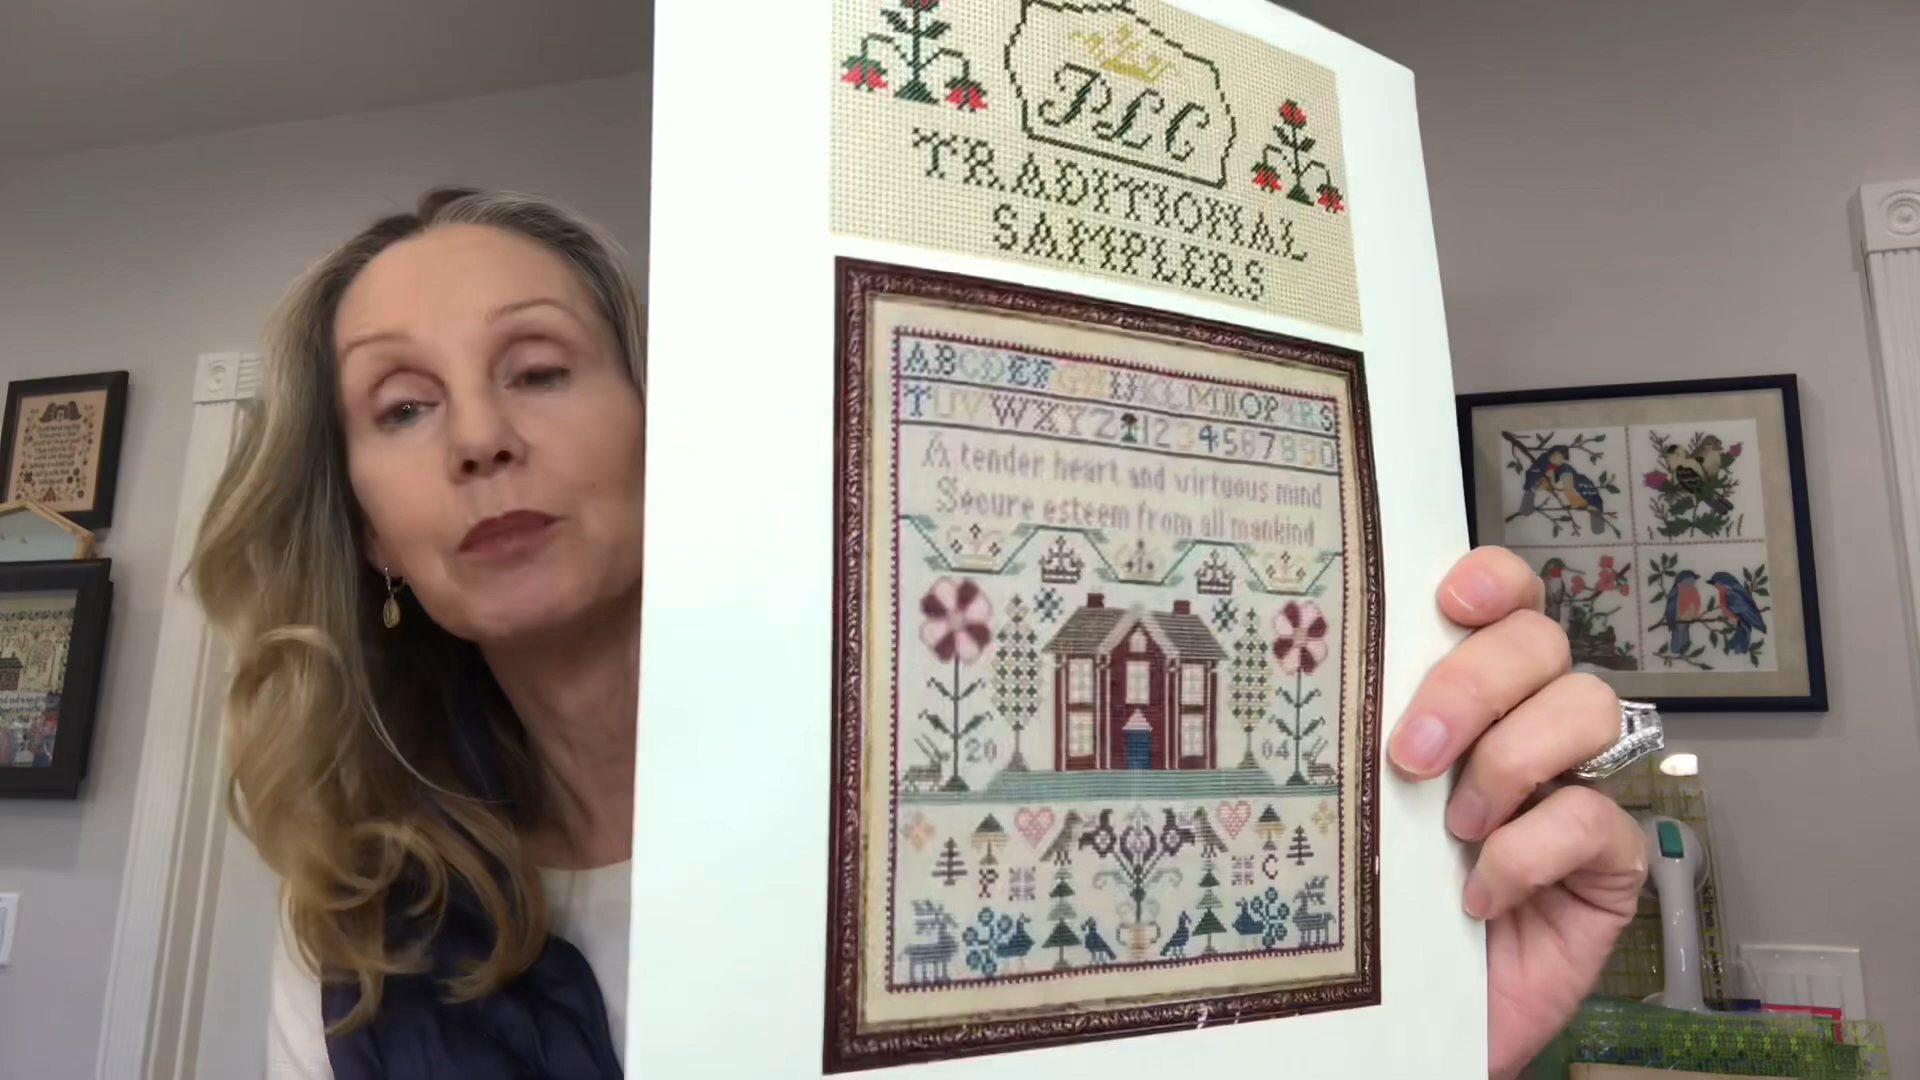 PLC
TRADITIONAL
SAMPLERS
ABCDEFGHIJKLMNOPQRS
TUVWXYZ 1234567890
A tender heart and virtuous mind
Secure esteem from all mankind
20 04
P C